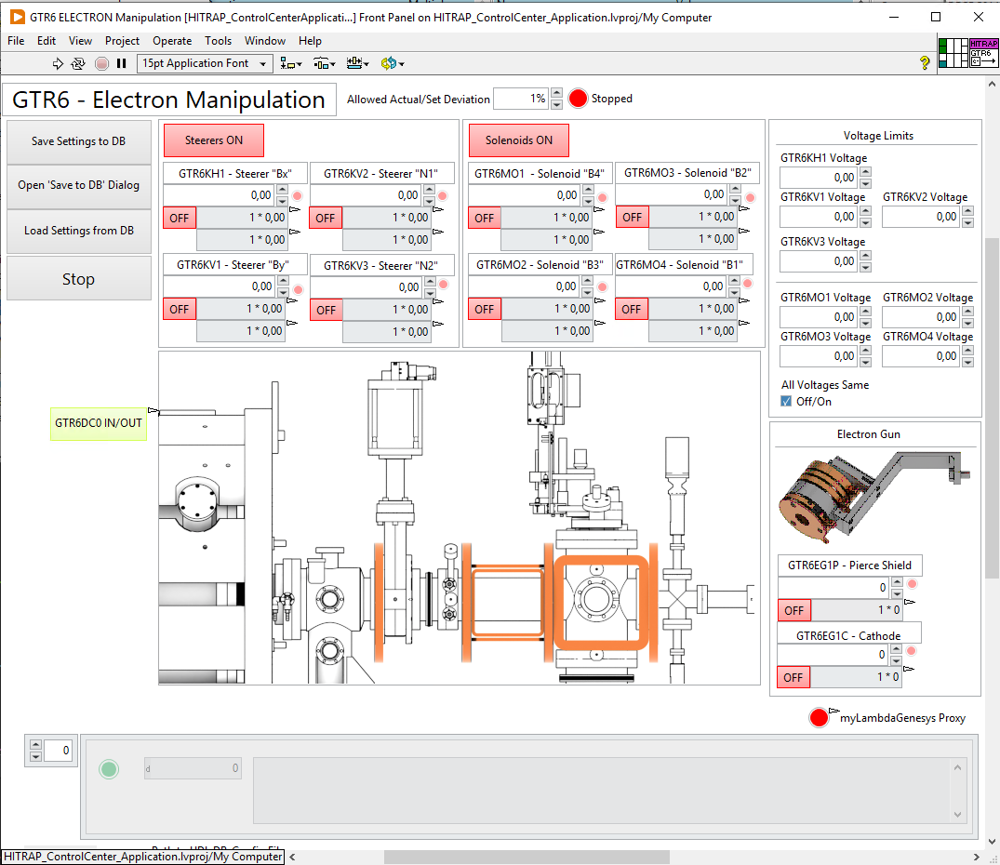 GTR6 ELECTRON Manipulation [HITRAP_ControlCenterApplicati...] Front Panel on HITRAP_ControlCenter_Application.lvproj/My Computer
File Edit View Project Operate Tools Window Help
15pt Application Font
HITRAP
GTR6
GTR6 - Electron Manipulation
Allowed Actual/Set Deviation 1% Stopped
Save Settings to DB
Open 'Save to DB' Dialog
Load Settings from DB
Stop
Steerers ON
GTR6KH1 - Steerer "Bx"
0,00
OFF 1 * 0,00
1 * 0,00
GTR6KV2 - Steerer "N1"
0,00
OFF 1 * 0,00
1 * 0,00
GTR6KV1 - Steerer "By"
0,00
OFF 1 * 0,00
1 * 0,00
GTR6KV3 - Steerer "N2"
0,00
OFF 1 * 0,00
1 * 0,00
Solenoids ON
GTR6MO1 - Solenoid "B4"
0,00
OFF 1 * 0,00
1 * 0,00
GTR6MO3 - Solenoid "B2"
0,00
OFF 1 * 0,00
1 * 0,00
GTR6MO2 - Solenoid "B3"
0,00
OFF 1 * 0,00
1 * 0,00
GTR6MO4 - Solenoid "B1"
0,00
OFF 1 * 0,00
1 * 0,00
Voltage Limits
GTR6KH1 Voltage
0,00
GTR6KV1 Voltage GTR6KV2 Voltage
0,00 0,00
GTR6KV3 Voltage
0,00
GTR6MO1 Voltage GTR6MO2 Voltage
0,00 0,00
GTR6MO3 Voltage GTR6MO4 Voltage
0,00 0,00
All Voltages Same
Off/On
GTR6DC0 IN/OUT
Electron Gun
GTR6EG1P - Pierce Shield
0
OFF 1 * 0
GTR6EG1C - Cathode
0
OFF 1 * 0
myLambdaGenesys Proxy
0
d 0
HITRAP_ControlCenter_Application.lvproj/My Computer